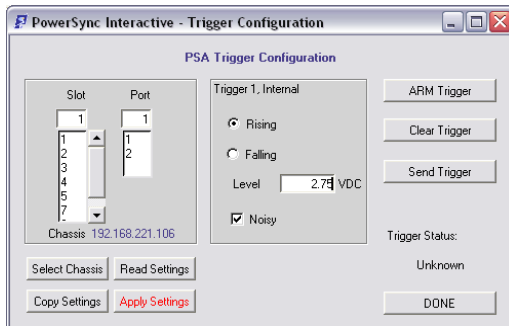 PowerSync Interactive - Trigger Configuration
PSA Trigger Configuration
Slot Port
1 1
1
2
3
4
5
7
1
2
Chassis 192.168.221.106
Trigger 1, Internal
Rising
Falling
Level 2.75 VDC
Noisy
ARM Trigger
Clear Trigger
Send Trigger
Trigger Status:
Unknown
Select Chassis Read Settings
Copy Settings Apply Settings
DONE